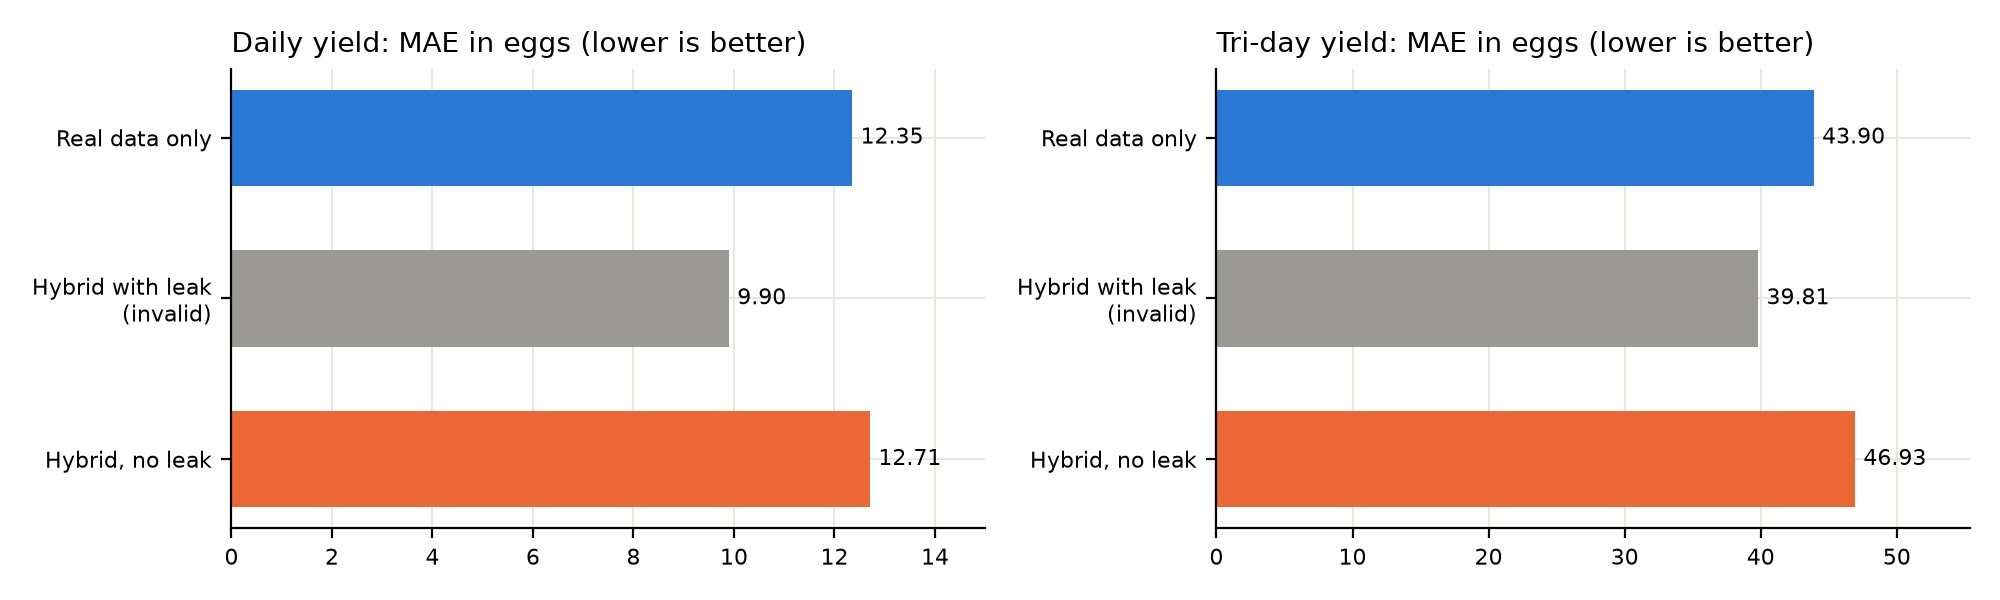 Daily yield: MAE in eggs (lower is better)
Real data only
12.35
Hybrid with leak
(invalid)
9.90
Hybrid, no leak
12.71
0 2 4 6 8 10 12 14
Tri-day yield: MAE in eggs (lower is better)
Real data only
43.90
Hybrid with leak
(invalid)
39.81
Hybrid, no leak
46.93
0 10 20 30 40 50